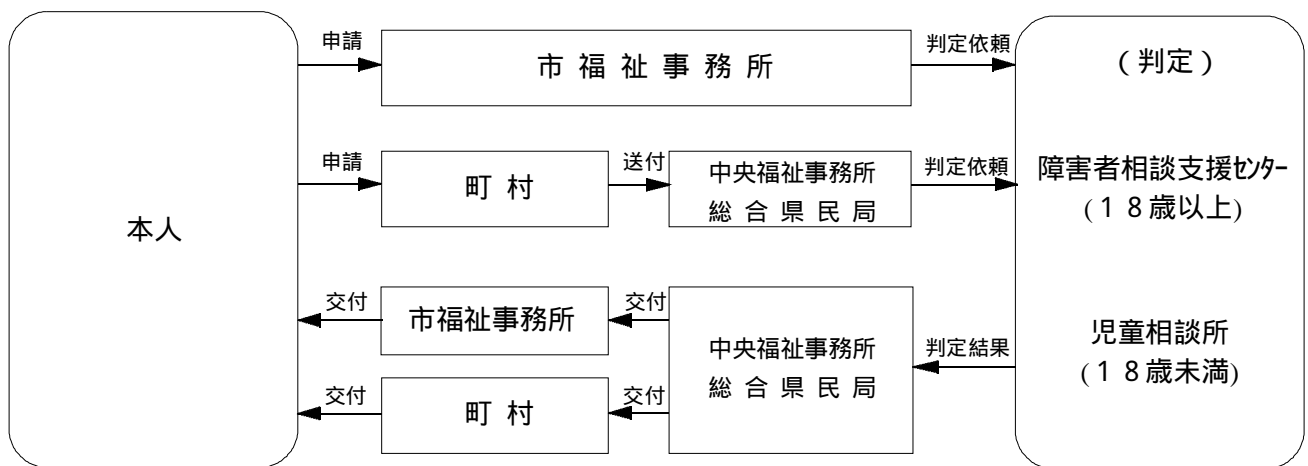 申請
市 福 祉 事 務 所
判定依頼
(判定)
申請
町 村
送付
中央福祉事務所
総 合 県 民 局
判定依頼
障害者相談支援センター
(18歳以上)
本人
交付
市福祉事務所
交付
中央福祉事務所
総 合 県 民 局
判定結果
児童相談所
(18歳未満)
交付
町 村
交付